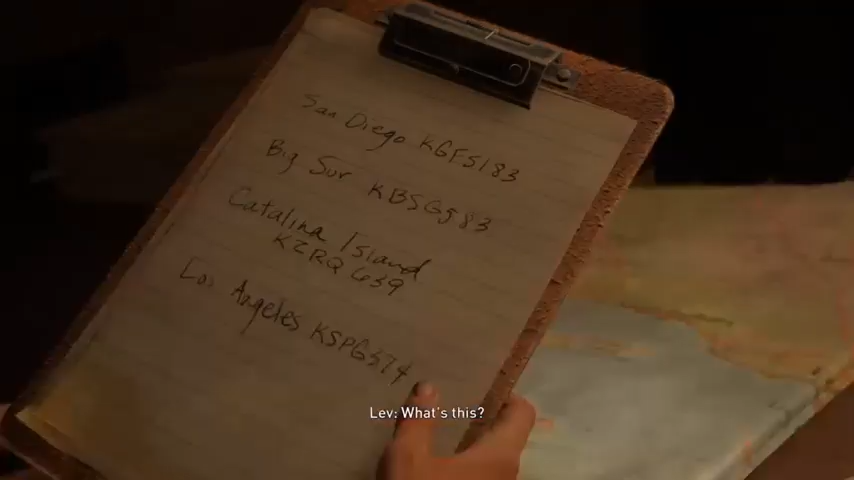 San Diego KGFS183
Big Sur KBSG583
Catalina Island
KZRQ639
Los Angeles KSPG574
Lev: What's this?